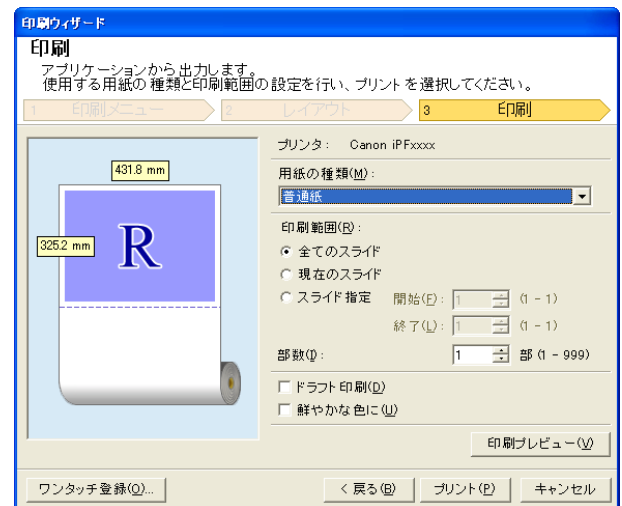 印刷ウィザード
印刷
アプリケーションから出力します。
使用する用紙の種類と印刷範囲の設定を行い、プリントを選択してください。
1 印刷メニュー 2 レイアウト 3 印刷
プリンタ： Canon iPFxxxx
431.8 mm
用紙の種類(M)：
普通紙
印刷範囲(R)：
325.2 mm
R
全てのスライド
現在のスライド
スライド指定 開始(F)： 1 (1 - 1)
終了(L)： 1 (1 - 1)
部数(I)： 1 部 (1 - 999)
ドラフト印刷(D)
鮮やかな色に(U)
印刷プレビュー(V)
ワンタッチ登録(O)... < 戻る(B) プリント(P) キャンセル